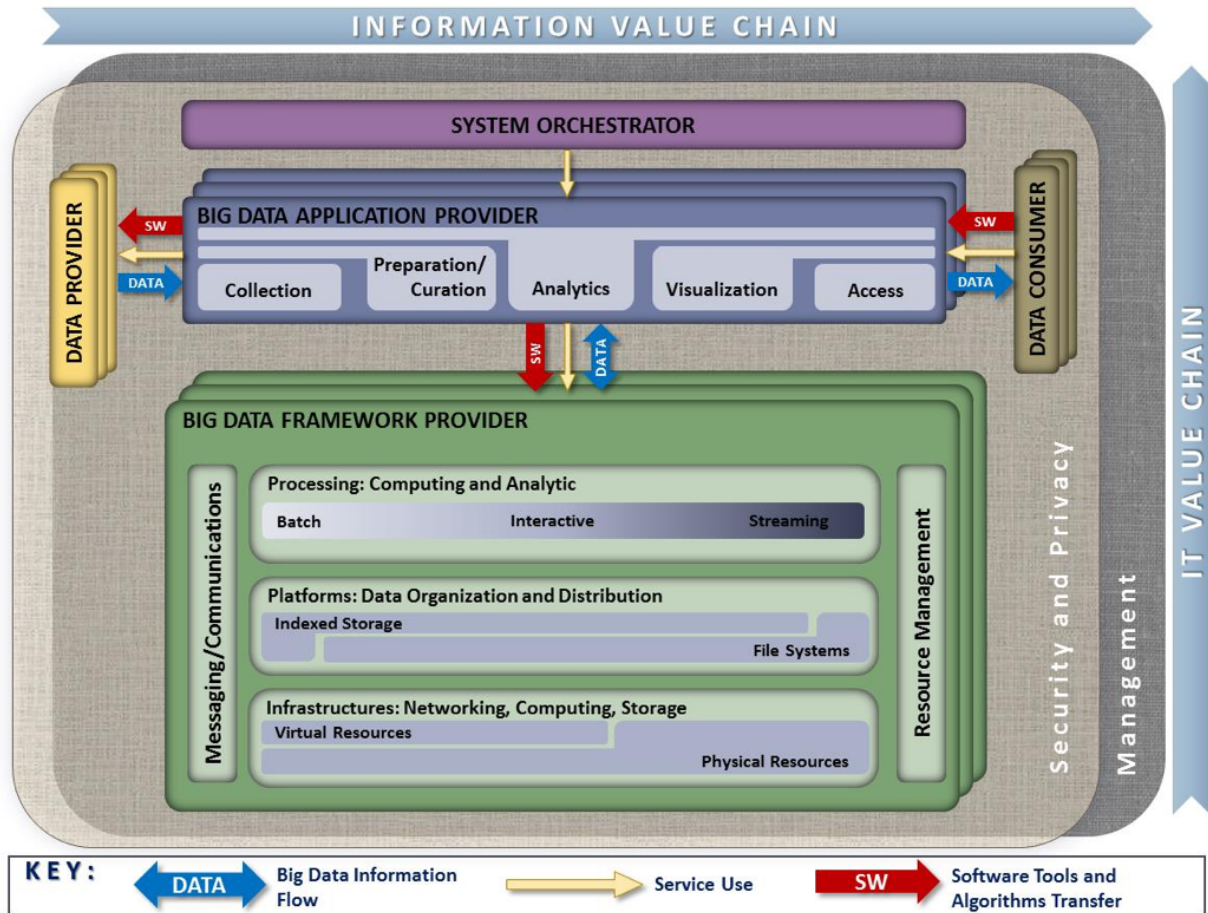 INFORMATION VALUE CHAIN
SYSTEM ORCHESTRATOR
DATA PROVIDER
SW
DATA
BIG DATA APPLICATION PROVIDER
Collection
Preparation/
Curation
Analytics
Visualization
Access
SW
DATA
DATA CONSUMER
SW
DATA
BIG DATA FRAMEWORK PROVIDER
Messaging/Communications
Processing: Computing and Analytic
Batch
Interactive
Streaming
Platforms: Data Organization and Distribution
Indexed Storage
File Systems
Infrastructures: Networking, Computing, Storage
Virtual Resources
Physical Resources
Resource Management
Security and Privacy
Management
IT VALUE CHAIN
KEY:
DATA
Big Data Information
Flow
Service Use
SW
Software Tools and
Algorithms Transfer